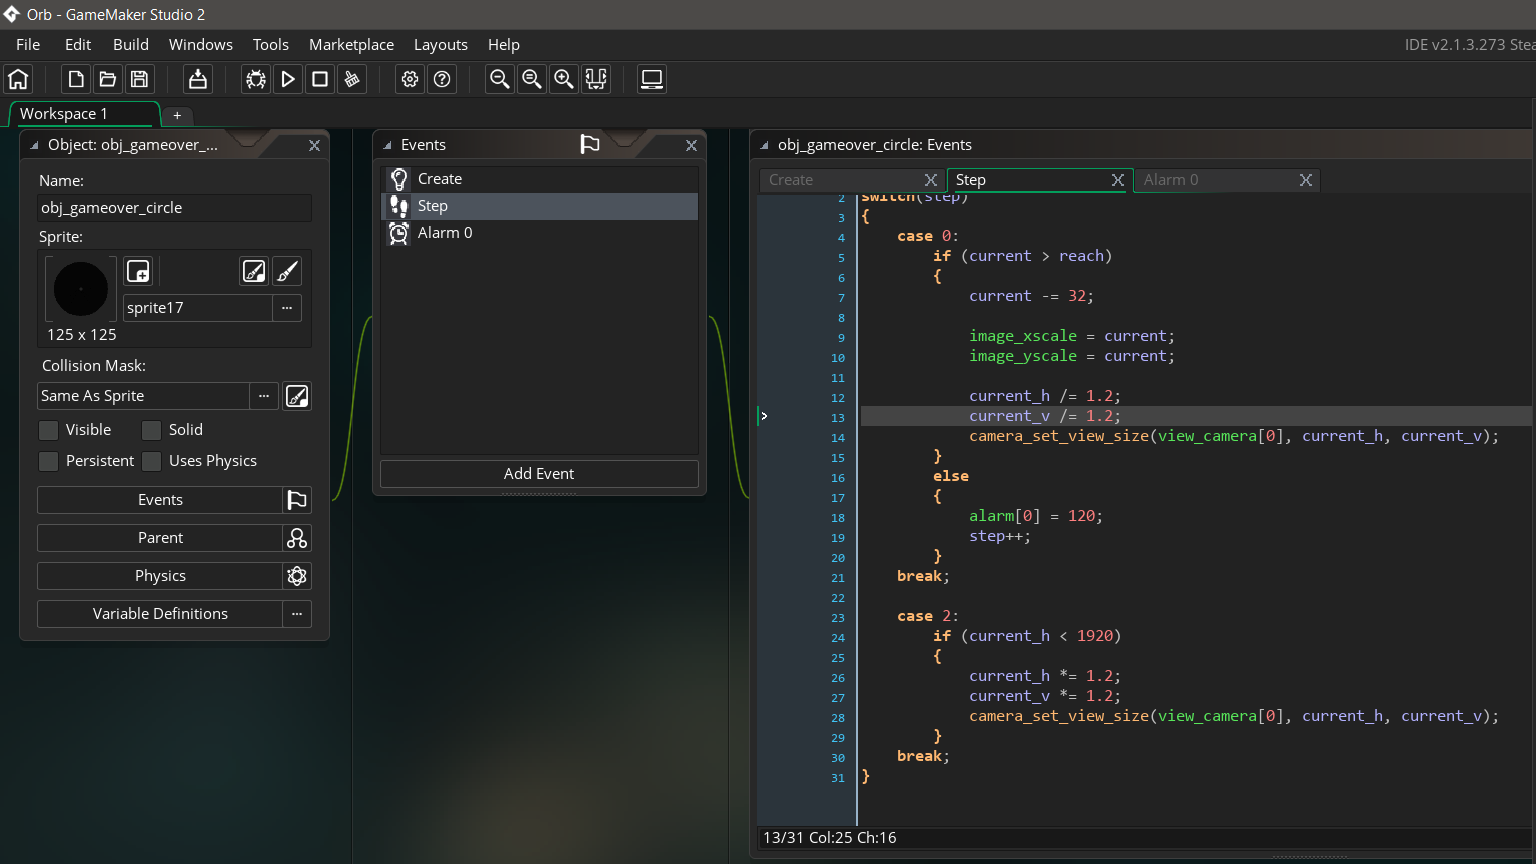 Orb - GameMaker Studio 2
File Edit Build Windows Tools Marketplace Layouts Help
IDE v2.1.3.273 Stea
Workspace 1
+
Object: obj_gameover_...
Name:
obj_gameover_circle
Sprite:
sprite17
...
125 x 125
Collision Mask:
Same As Sprite
...
Visible
Solid
Persistent
Uses Physics
Events
Parent
Physics
Variable Definitions
...
Events
Create
Step
Alarm 0
Add Event
obj_gameover_circle: Events
Create
Step
Alarm 0
2 switch(step)
3 {
4 case 0:
5 if (current > reach)
6 {
7 current -= 32;
8
9 image_xscale = current;
10 image_yscale = current;
11
12 current_h /= 1.2;
13 current_v /= 1.2;
14 camera_set_view_size(view_camera[0], current_h, current_v);
15 }
16 else
17 {
18 alarm[0] = 120;
19 step++;
20 }
21 break;
22
23 case 2:
24 if (current_h < 1920)
25 {
26 current_h *= 1.2;
27 current_v *= 1.2;
28 camera_set_view_size(view_camera[0], current_h, current_v);
29 }
30 break;
31 }
13/31 Col:25 Ch:16